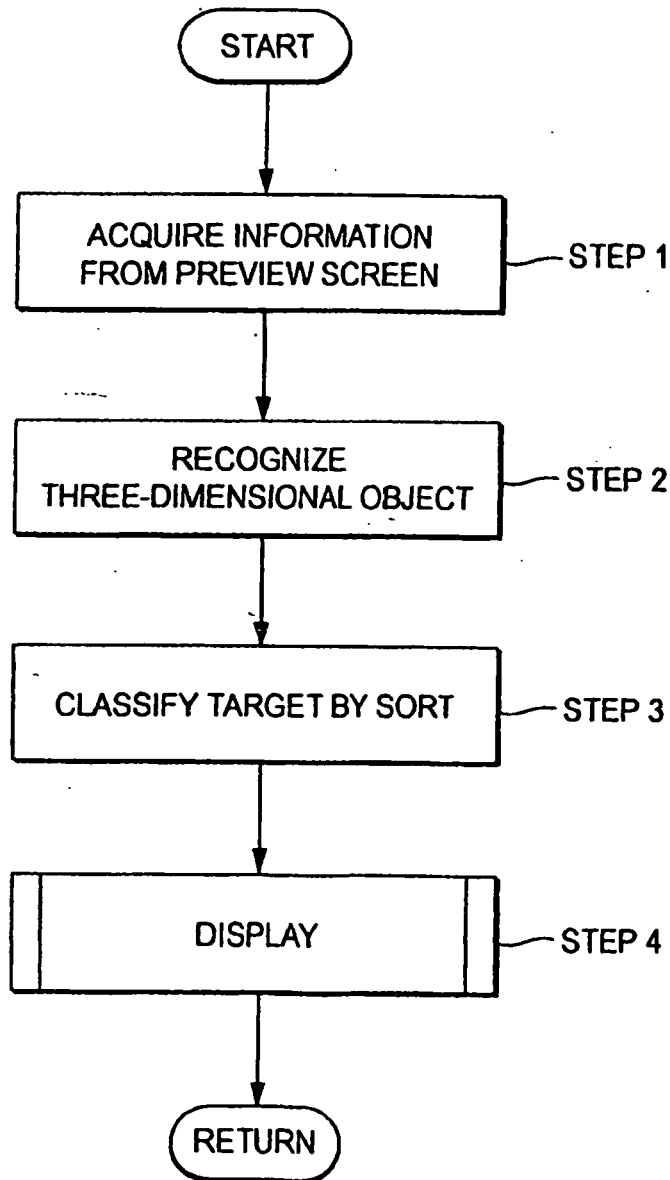 START
ACQUIRE INFORMATION
FROM PREVIEW SCREEN
STEP 1
RECOGNIZE
THREE-DIMENSIONAL OBJECT
STEP 2
CLASSIFY TARGET BY SORT
STEP 3
DISPLAY
STEP 4
RETURN